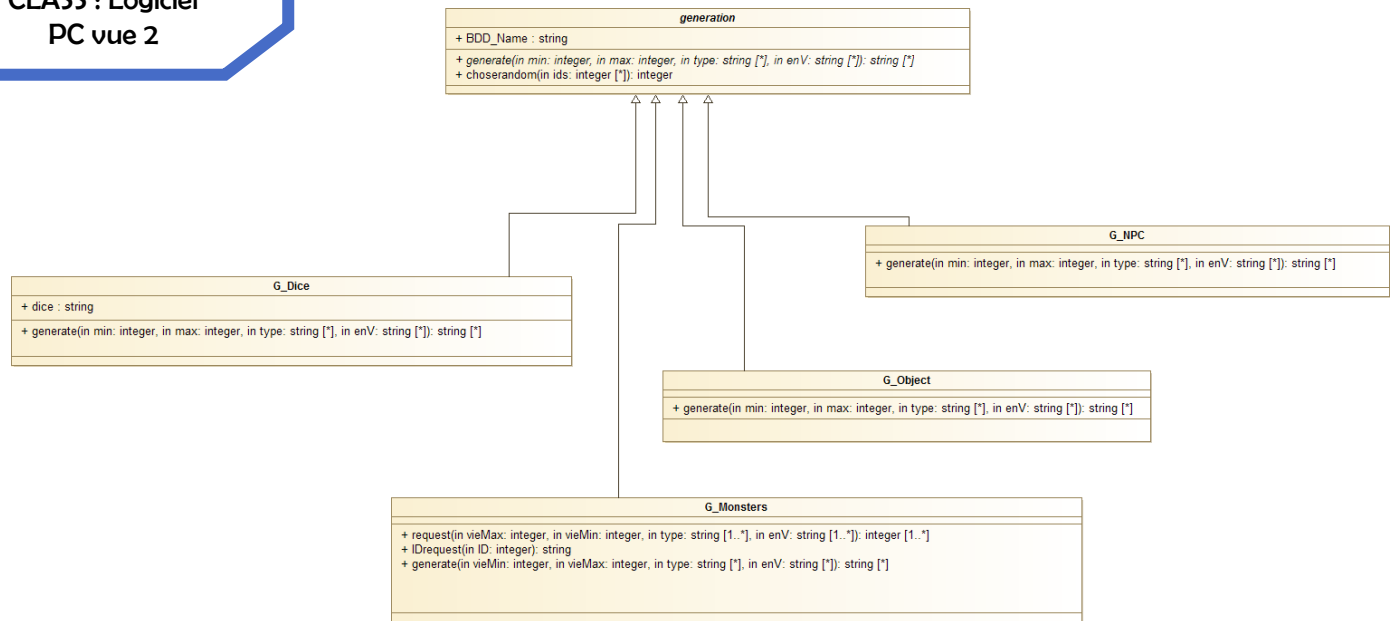 CLASS : Logiciel
PC vue 2
generation
+ BDD_Name : string
+ generate(in min: integer, in max: integer, in type: string [*], in enV: string [*]): string [*]
+ choserandom(in ids: integer [*]): integer
G_NPC
+ generate(in min: integer, in max: integer, in type: string [*], in enV: string [*]): string [*]
G_Dice
+ dice : string
+ generate(in min: integer, in max: integer, in type: string [*], in enV: string [*]): string [*]
G_Object
+ generate(in min: integer, in max: integer, in type: string [*], in enV: string [*]): string [*]
G_Monsters
+ request(in vieMax: integer, in vieMin: integer, in type: string [1..*], in enV: string [1..*]): integer [1..*]
+ IDrequest(in ID: integer): string
+ generate(in vieMin: integer, in vieMax: integer, in type: string [*], in enV: string [*]): string [*]